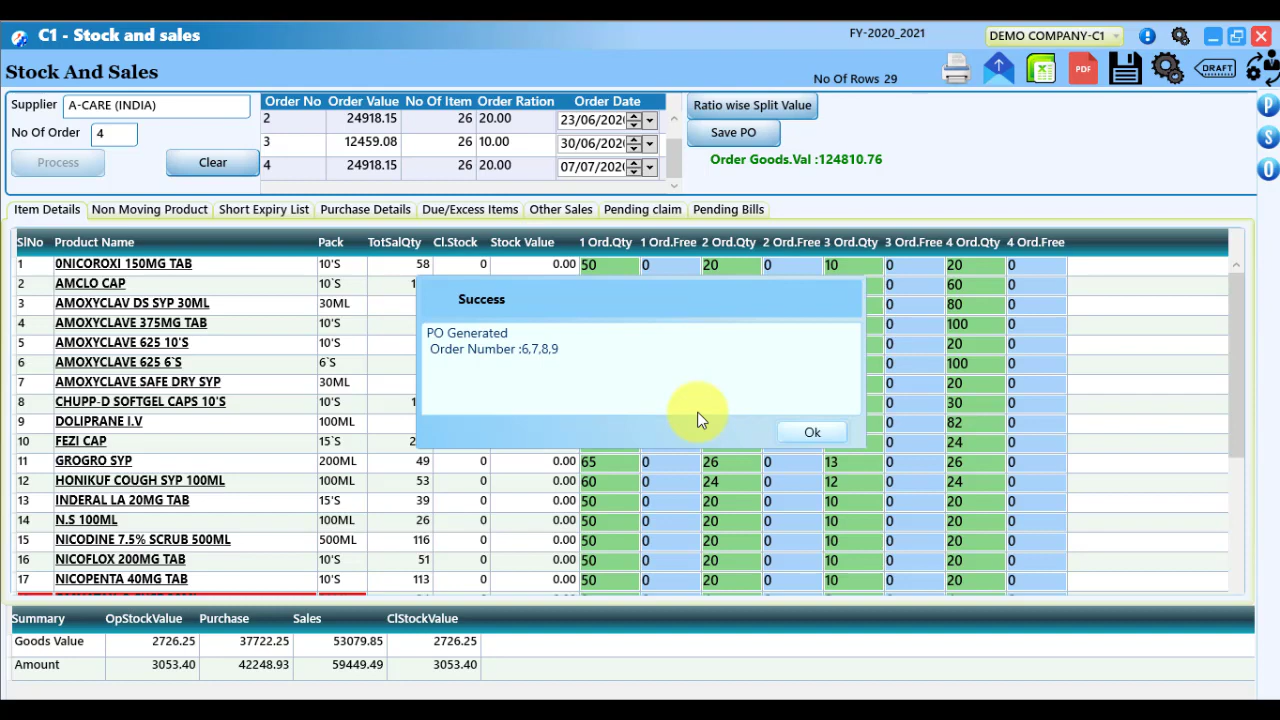 C1 - Stock and sales
FY-2020_2021
DEMO COMPANY-C1
Stock And Sales
No Of Rows 29
PDF
DRAFT
Supplier A-CARE (INDIA)
No Of Order 4
Process Clear
Order No Order Value No Of Item Order Ration Order Date
2 24918.15 26 20.00
3 12459.08 26 10.00
4 24918.15 26 20.00
Ratio wise Split Value
Save PO
Order Goods.Val :124810.76
P
S
O
Item Details Non Moving Product Short Expiry List Purchase Details Due/Excess Items Other Sales Pending claim Pending Bills
SlNo Product Name Pack TotSalQty Cl.Stock Stock Value 1 Ord.Qty 1 Ord.Free 2 Ord.Qty 2 Ord.Free 3 Ord.Qty 3 Ord.Free 4 Ord.Qty 4 Ord.Free
1 0NICOROXI 150MG TAB 10'S 58 0 0.00 50 0 20 0 10 0 20 0
2 AMCLO CAP 10`S 0 60 0
3 AMOXYCLAV DS SYP 30ML 30ML 0 80 0
4 AMOXYCLAVE 375MG TAB 10'S 0 100 0
5 AMOXYCLAVE 625 10'S 10'S 0 20 0
6 AMOXYCLAVE 625 6`S 6`S 0 100 0
7 AMOXYCLAVE SAFE DRY SYP 30ML 0 20 0
8 CHUPP-D SOFTGEL CAPS 10'S 10'S 0 30 0
9 DOLIPRANE I.V 100ML 0 82 0
10 FEZI CAP 15`S 0 24 0
Success
PO Generated
Order Number :6,7,8,9
Ok
11 GROGRO SYP 200ML 49 0 0.00 65 0 26 0 13 0 26 0
12 HONIKUF COUGH SYP 100ML 100ML 53 0 0.00 60 0 24 0 12 0 24 0
13 INDERAL LA 20MG TAB 15'S 39 0 0.00 50 0 20 0 10 0 20 0
14 N.S 100ML 100ML 26 0 0.00 50 0 20 0 10 0 20 0
15 NICODINE 7.5% SCRUB 500ML 500ML 116 0 0.00 50 0 20 0 10 0 20 0
16 NICOFLOX 200MG TAB 10'S 51 0 0.00 50 0 20 0 10 0 20 0
17 NICOPENTA 40MG TAB 10'S 113 0 0.00 50 0 20 0 10 0 20 0
Summary OpStockValue Purchase Sales ClStockValue
Goods Value 2726.25 37722.25 53079.85 2726.25
Amount 3053.40 42248.93 59449.49 3053.40